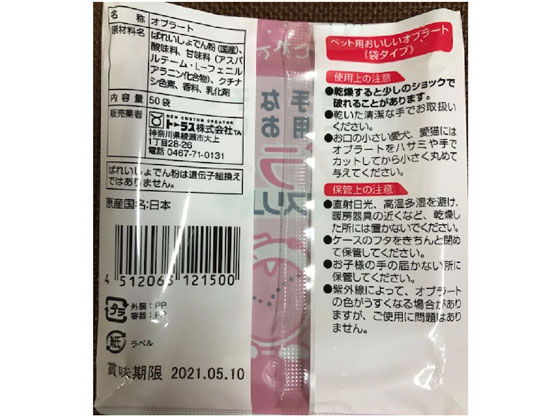 名 称 オブラート
原材料名 ばれいしょでん粉(国産)、
酸味料、甘味料(アスパ
ルテーム・L-フェニル
アラニン化合物)、クチナ
シ色素、香料、乳化剤
内 容 量 50袋
販売業者 NEW INNTOR CREATOR
トトラス株式会社TA
神奈川県綾瀬市大上
1丁目28-26
電話 0467-71-0131
ばれいしょでん粉は遺伝子組換え
ではありません。
原産国名:日本
4 512063 121500
プラ
外装:PP
容器:PP
紙
ラベル
賞味期限 2021.05.10
ペット用おいしいオブラート
(袋タイプ)
使用上の注意
●乾燥すると少しのショックで
破れることがあります。
●乾いた清潔な手でお取扱い
ください。
●お口の小さい愛犬、愛猫には
オブラートをハサミや手で
カットしてから小さく丸めて
与えてください。
保管上の注意
●直射日光、高温多湿を避け、
暖房器具の近くなど、乾燥し
た所には置かないでください。
●ケースのフタをきちんと閉め
て保管してください。
●お子様の手の届かない所に
保管してください。
●紫外線によって、オブラート
の色がうすくなる場合があり
ますが、ご使用に問題はあり
ません。